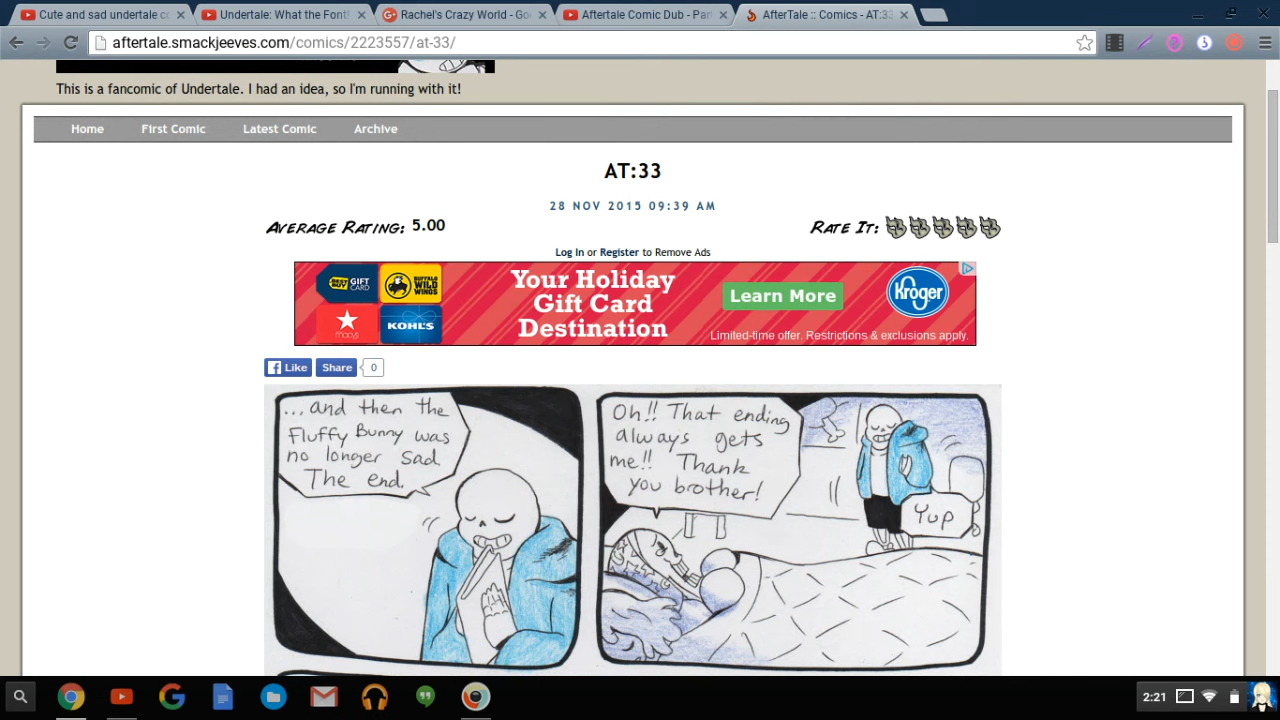 Cute and sad undertale co
Undertale: What the Font
Rachel's Crazy World - Go
Aftertale Comic Dub - Par
AfterTale :: Comics - AT:33
aftertale.smackjeeves.com/comics/2223557/at-33/
This is a fancomic of Undertale. I had an idea, so I'm running with it!
Home First Comic Latest Comic Archive
AT:33
28 NOV 2015 09:39 AM
AVERAGE RATING: 5.00
RATE IT:
Log In or Register to Remove Ads
BEST BUY GIFT CARD
BUFFALO WILD WINGS
macys
KOHL'S
Your Holiday
Gift Card
Destination
Learn More
Kroger
Limited-time offer. Restrictions & exclusions apply.
Like Share 0
...and then the
Fluffy Bunny was
no longer sad.
The end.
Oh!! That ending
always gets
me!! Thank
you brother!
Yup
2:21